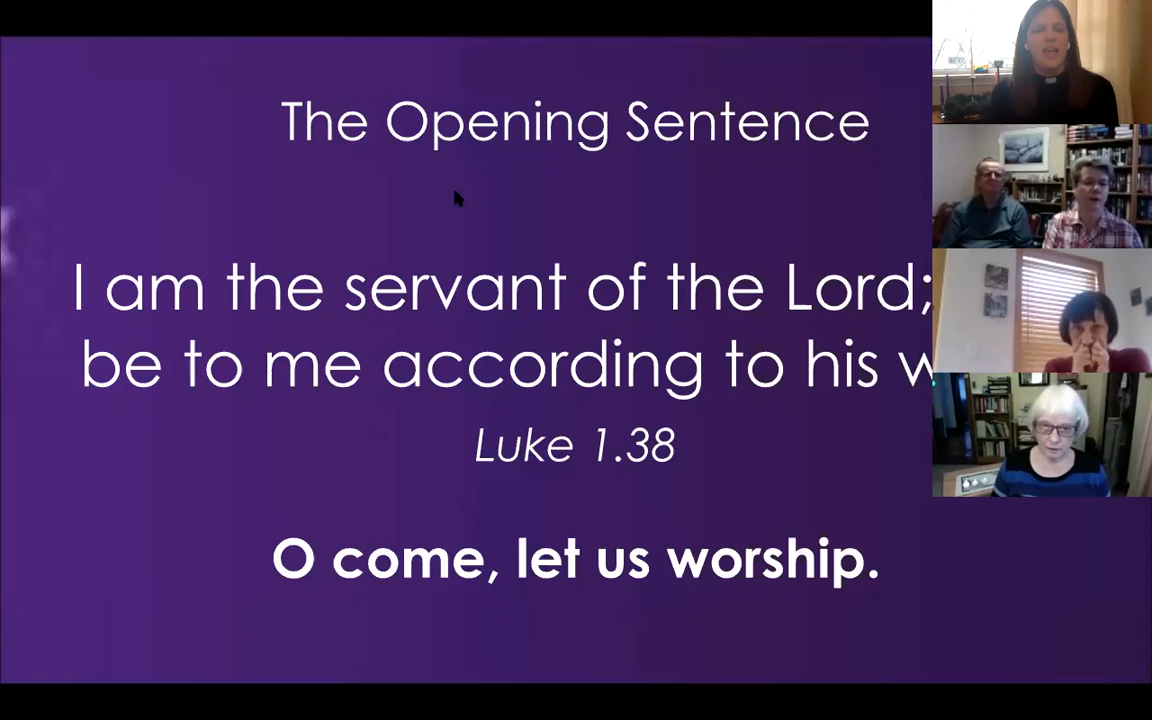 The Opening Sentence
I am the servant of the Lord;
be to me according to his
Luke 1.38
O come, let us worship.